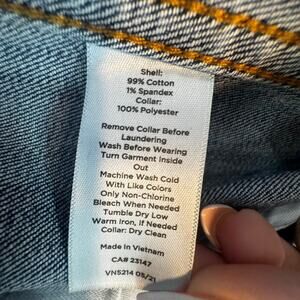 Shell:
99% Cotton
1% Spandex
Collar:
100% Polyester
Remove Collar Before
Laundering
Wash Before Wearing
Turn Garment Inside
Out
Machine Wash Cold
With Like Colors
Only Non-Chlorine
Bleach When Needed
Tumble Dry Low
Warm Iron, If Needed
Collar: Dry Clean
Made in Vietnam
CA# 23147
VN5214 05/21